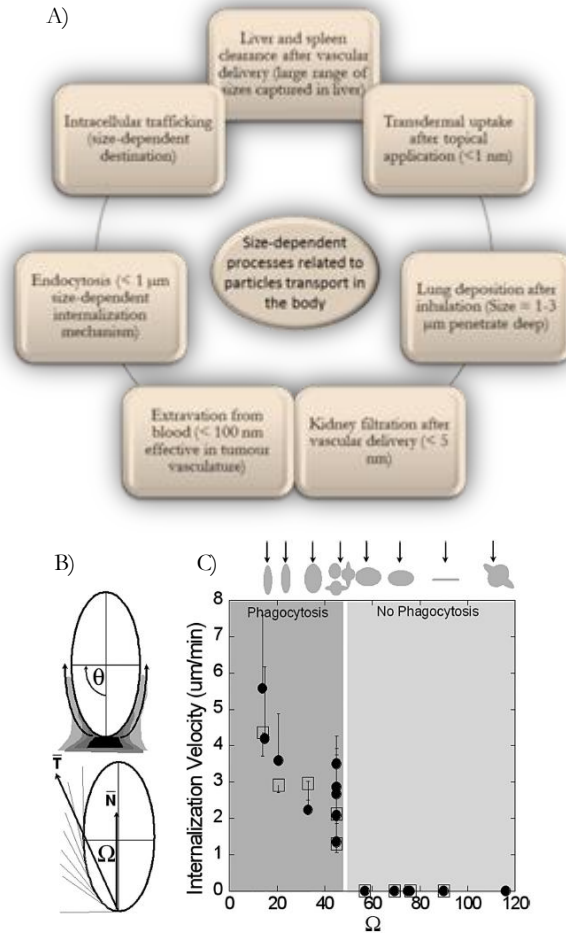 A)
Liver and spleen
clearance after vascular
delivery (large range of
sizes captured in liver)
Intracellular trafficking
(size-dependent
destination)
Transdermal uptake
after topical
application (<1 nm)
Size-dependent
processes related to
particles transport in
the body
Endocytosis (< 1 µm
size-dependent
internalization
mechanism)
Lung deposition after
inhalation (Size = 1-3
µm penetrate deep)
Extravation from
blood (< 100 nm
effective in tumour
vasculature)
Kidney filtration after
vascular delivery (< 5
nm)
B)
θ
T̅
N̅
Ω
C)
Phagocytosis
No Phagocytosis
Internalization Velocity (um/min)
8
7
6
5
4
3
2
1
0
0 20 40 60 80 100 120
Ω